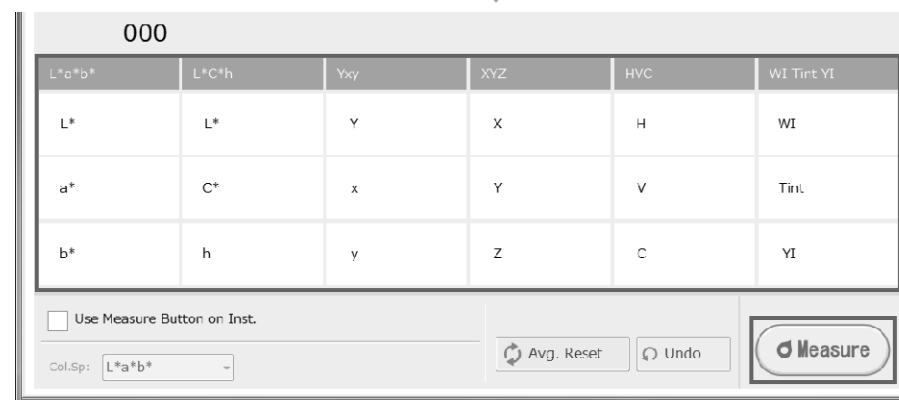 000
L*a*b* L*C*h Yxy XYZ HVC WI Tint YI
L* L* Y X H WI
a* C* x Y V Tint
b* h y Z C YI
Use Measure Button on Inst.
Avg. Reset Undo Measure
Col.Sp: L*a*b*